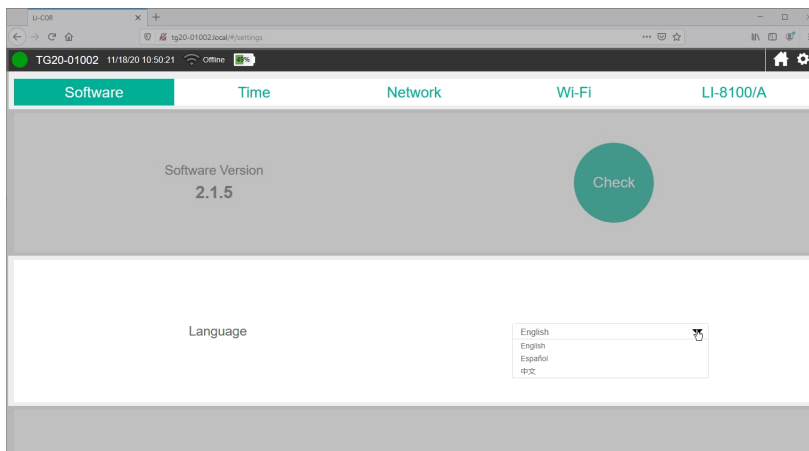 LI-COR
tg20-01002.local/#/settings
TG20-01002 11/18/20 10:50:21 Offline 49%
Software Time Network Wi-Fi LI-8100/A
Software Version
2.1.5
Check
Language
English
English
Español
中文